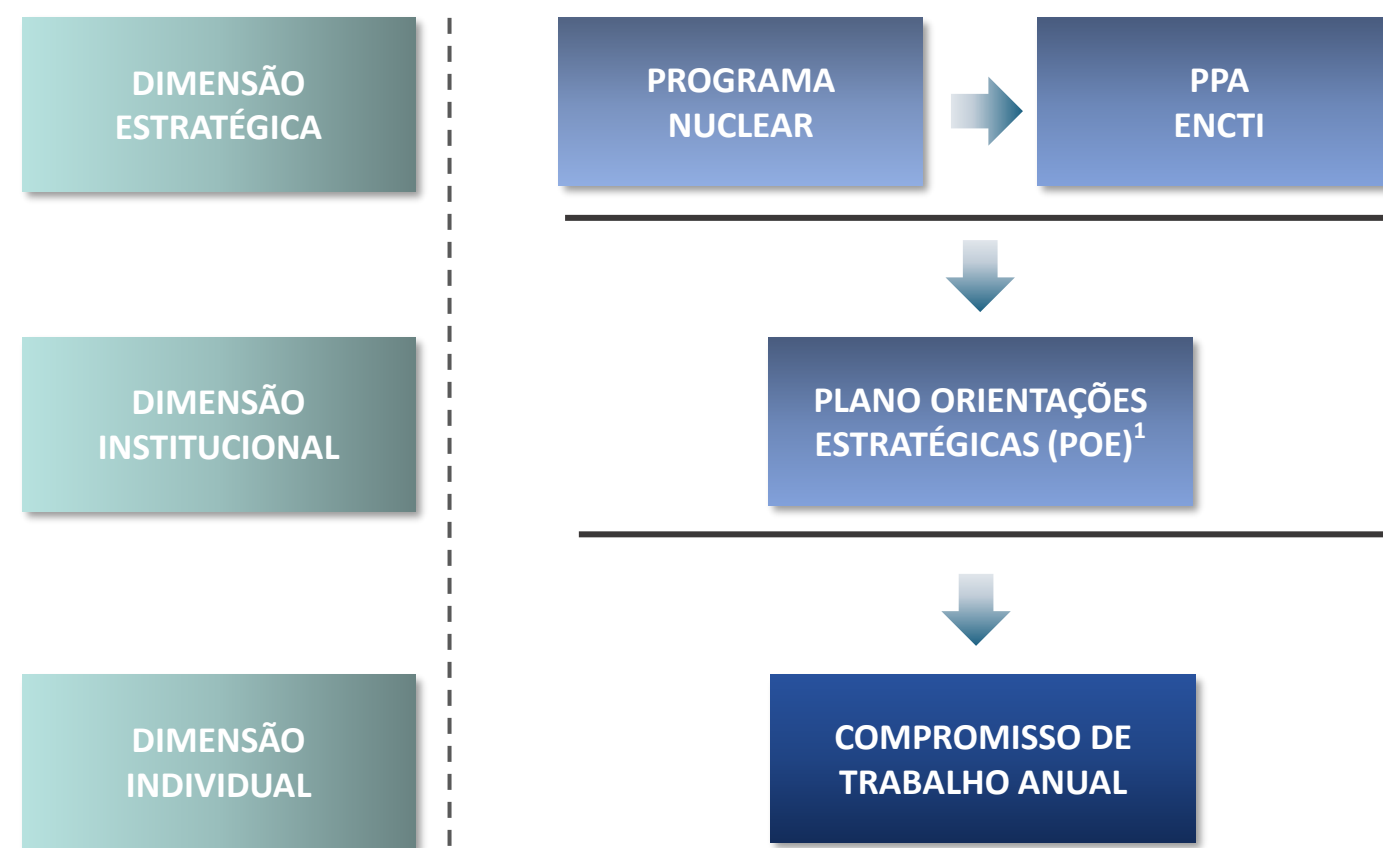 DIMENSÃO
ESTRATÉGICA
PROGRAMA
NUCLEAR
PPA
ENCTI
DIMENSÃO
INSTITUCIONAL
PLANO ORIENTAÇÕES
ESTRATÉGICAS (POE)¹
DIMENSÃO
INDIVIDUAL
COMPROMISSO DE
TRABALHO ANUAL